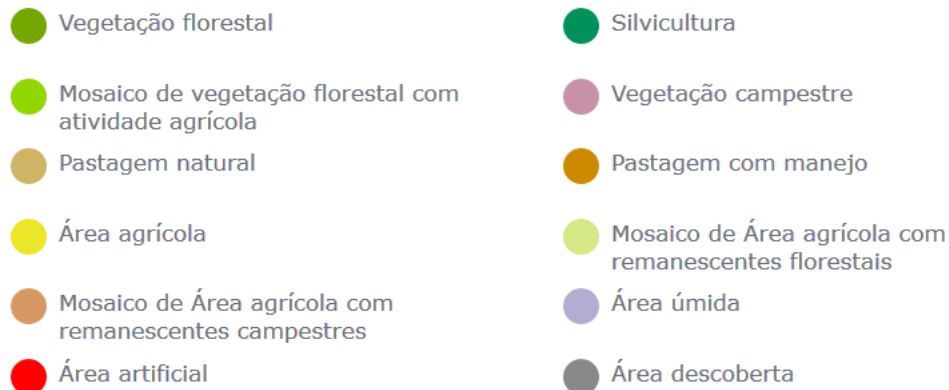 Vegetação florestal
Silvicultura
Mosaico de vegetação florestal com
atividade agrícola
Vegetação campestre
Pastagem natural
Pastagem com manejo
Área agrícola
Mosaico de Área agrícola com
remanescentes florestais
Mosaico de Área agrícola com
remanescentes campestres
Área úmida
Área artificial
Área descoberta